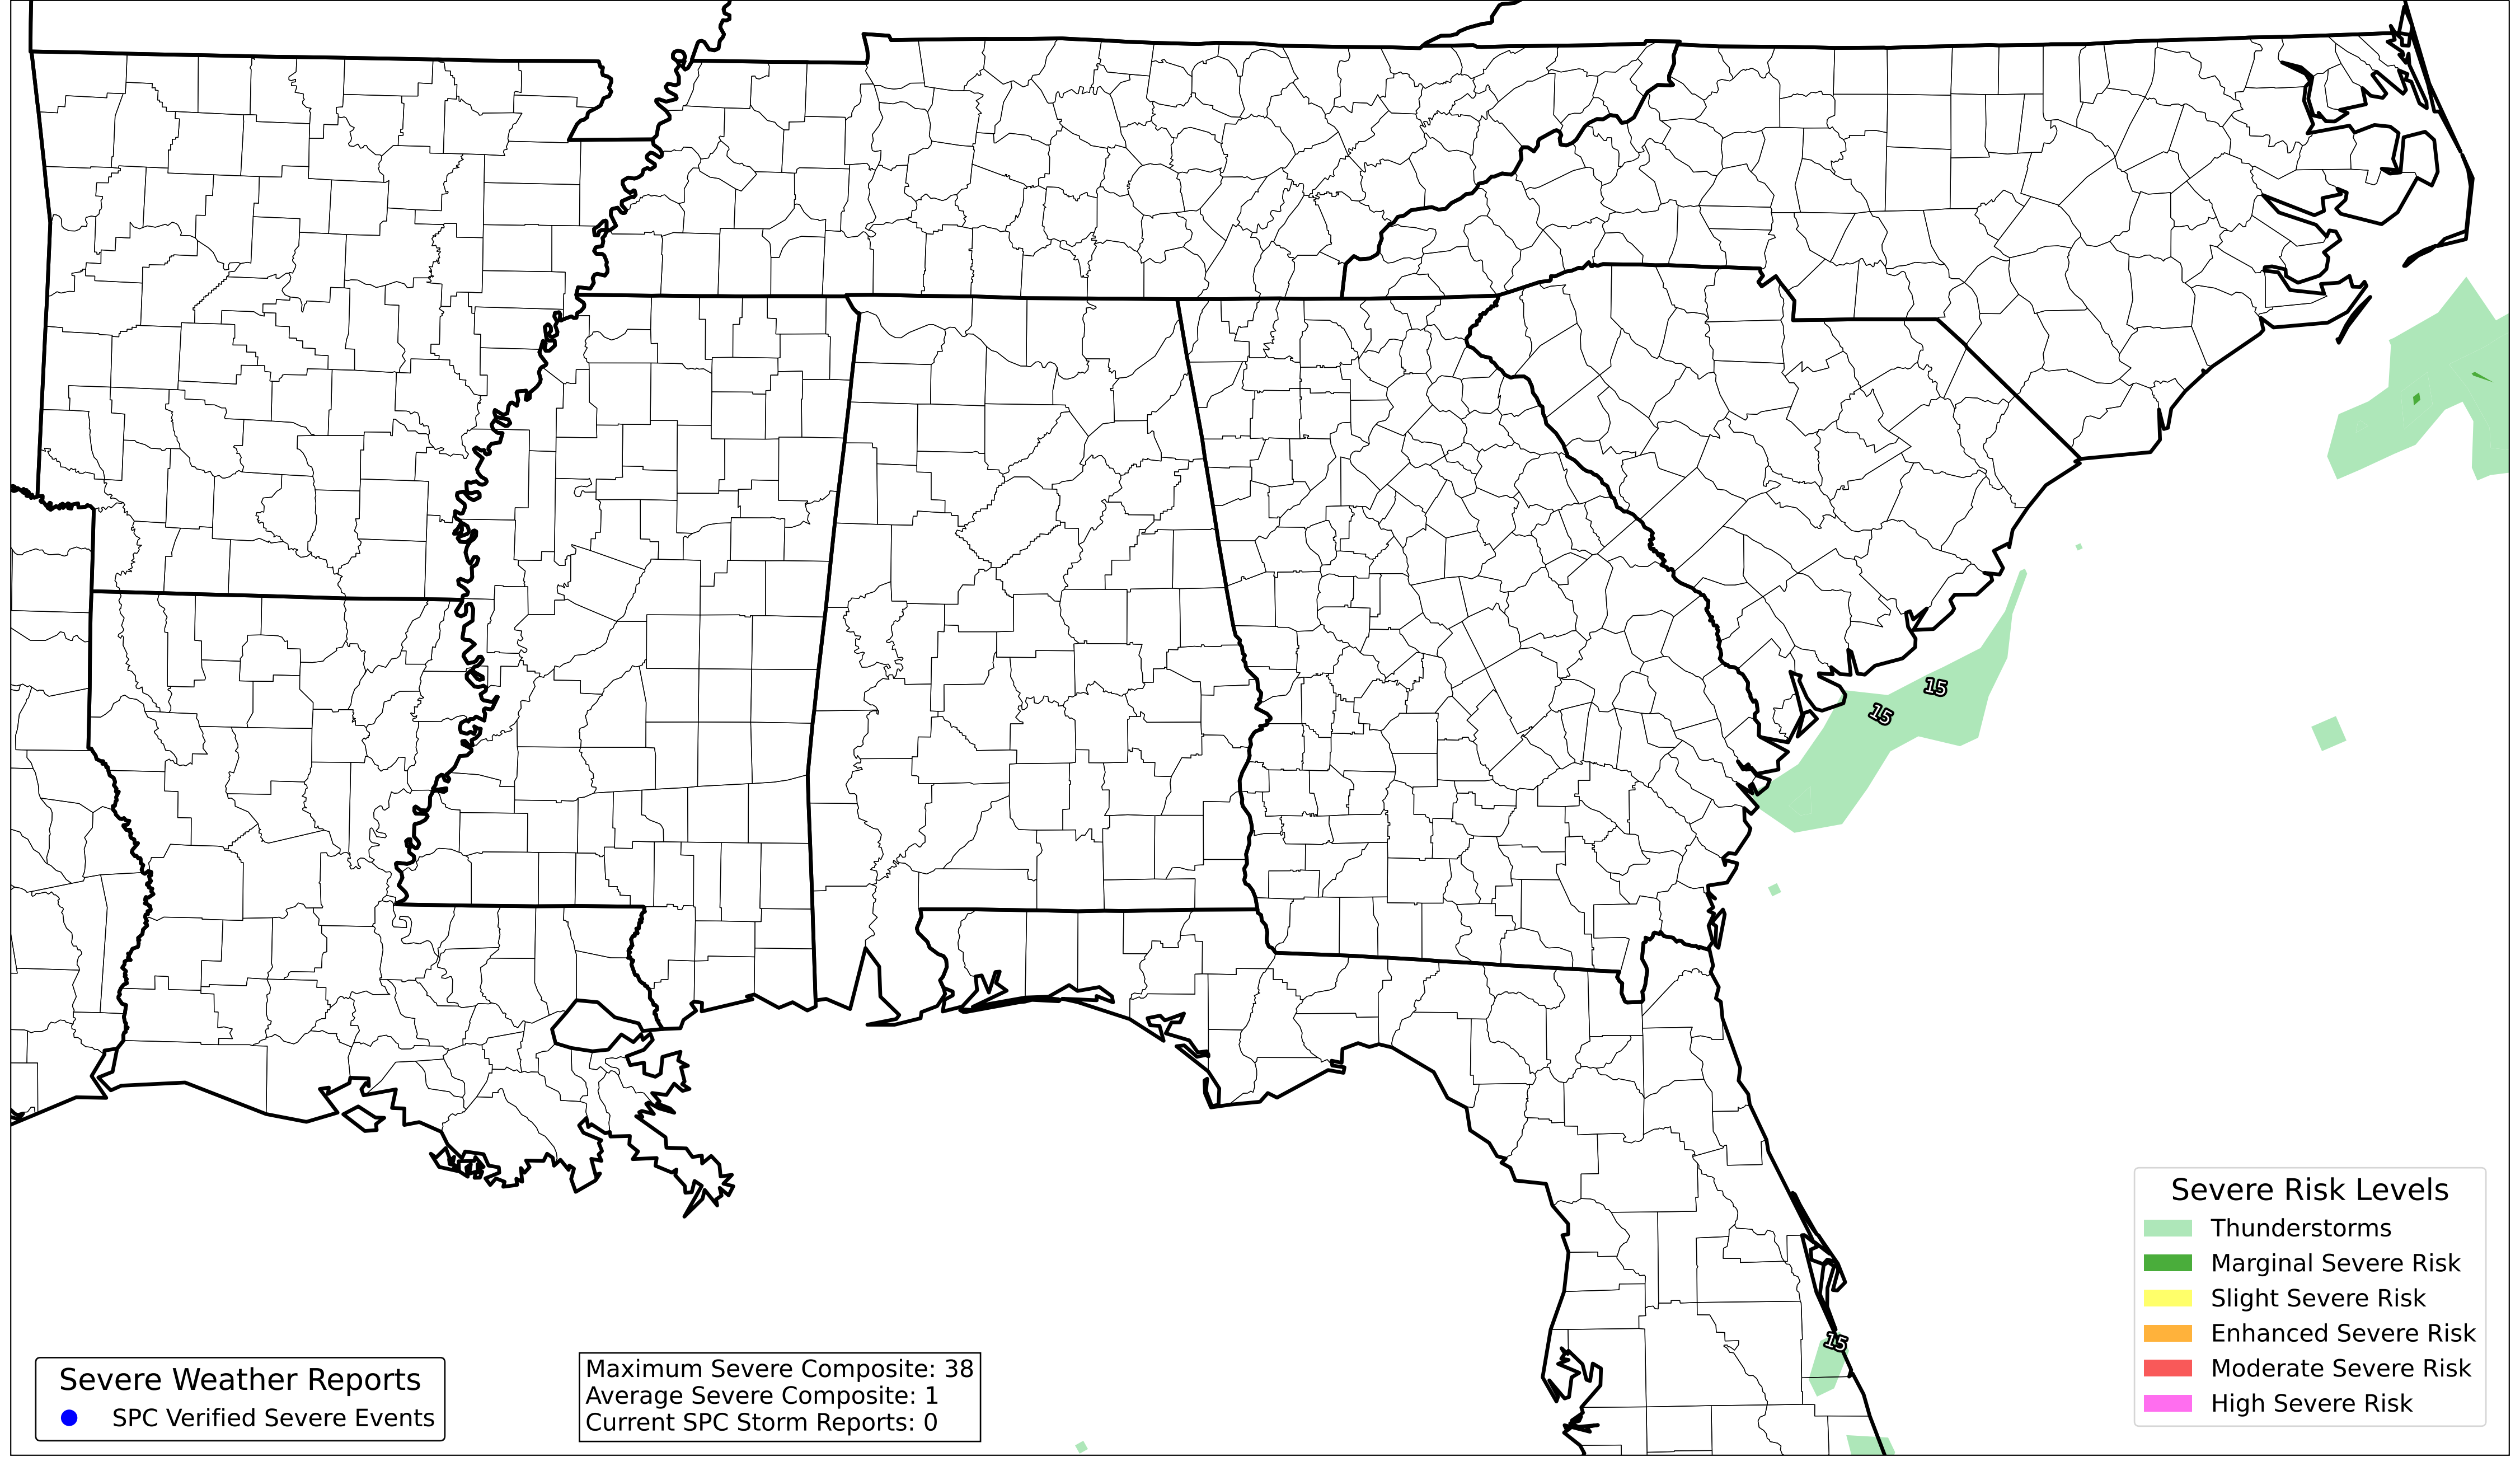 15
15
15
Severe Risk Levels
Thunderstorms
Marginal Severe Risk
Slight Severe Risk
Enhanced Severe Risk
Moderate Severe Risk
High Severe Risk
Severe Weather Reports
SPC Verified Severe Events
Maximum Severe Composite: 38
Average Severe Composite: 1
Current SPC Storm Reports: 0